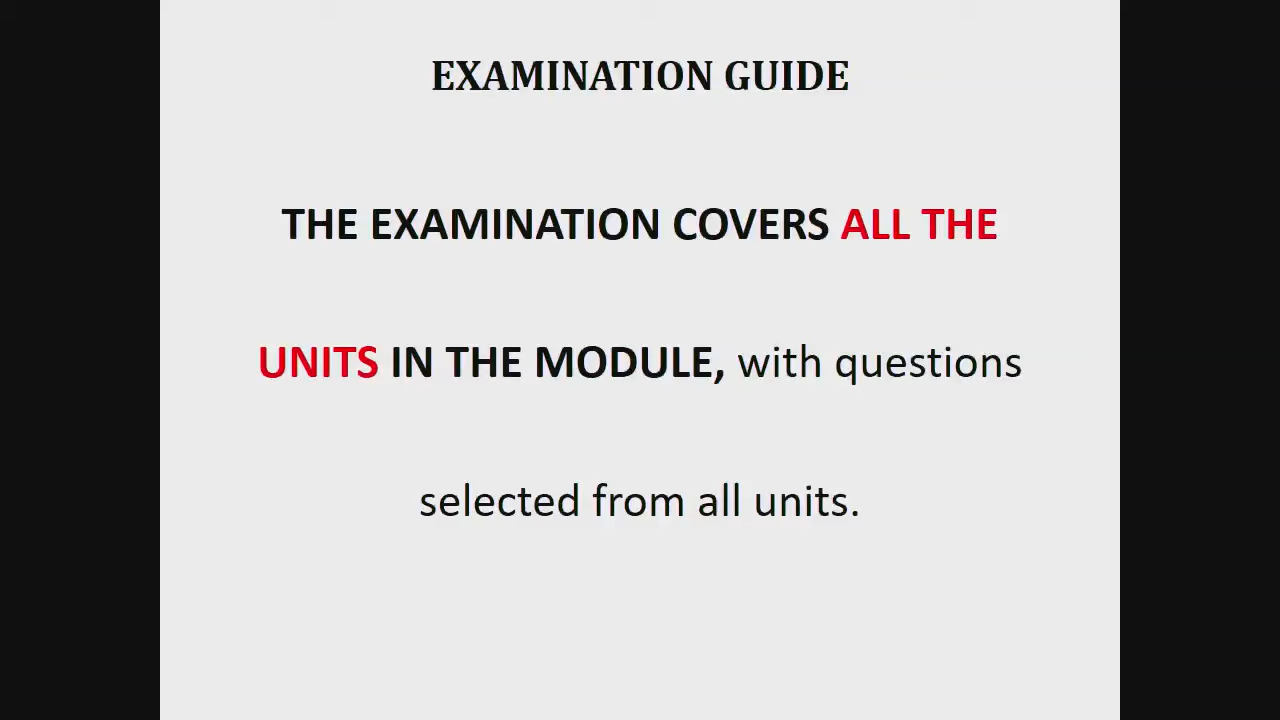 EXAMINATION GUIDE
THE EXAMINATION COVERS ALL THE
UNITS IN THE MODULE, with questions
selected from all units.